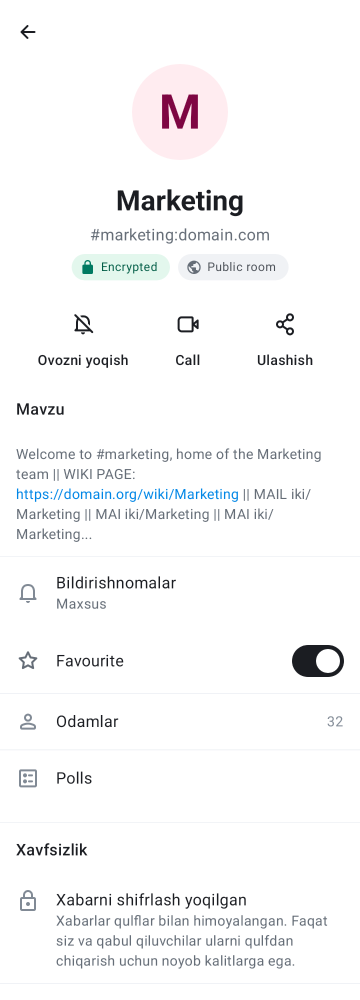 M
Marketing
#marketing:domain.com
Encrypted
Public room
Ovozni yoqish
Call
Ulashish
Mavzu
Welcome to #marketing, home of the Marketing
team || WIKI PAGE:
https://domain.org/wiki/Marketing || MAIL iki/
Marketing || MAI iki/Marketing || MAI iki/
Marketing...
Bildirishnomalar
Maxsus
Favourite
Odamlar
32
Polls
Xavfsizlik
Xabarni shifrlash yoqilgan
Xabarlar qulflar bilan himoyalangan. Faqat
siz va qabul qiluvchilar ularni qulfdan
chiqarish uchun noyob kalitlarga ega.